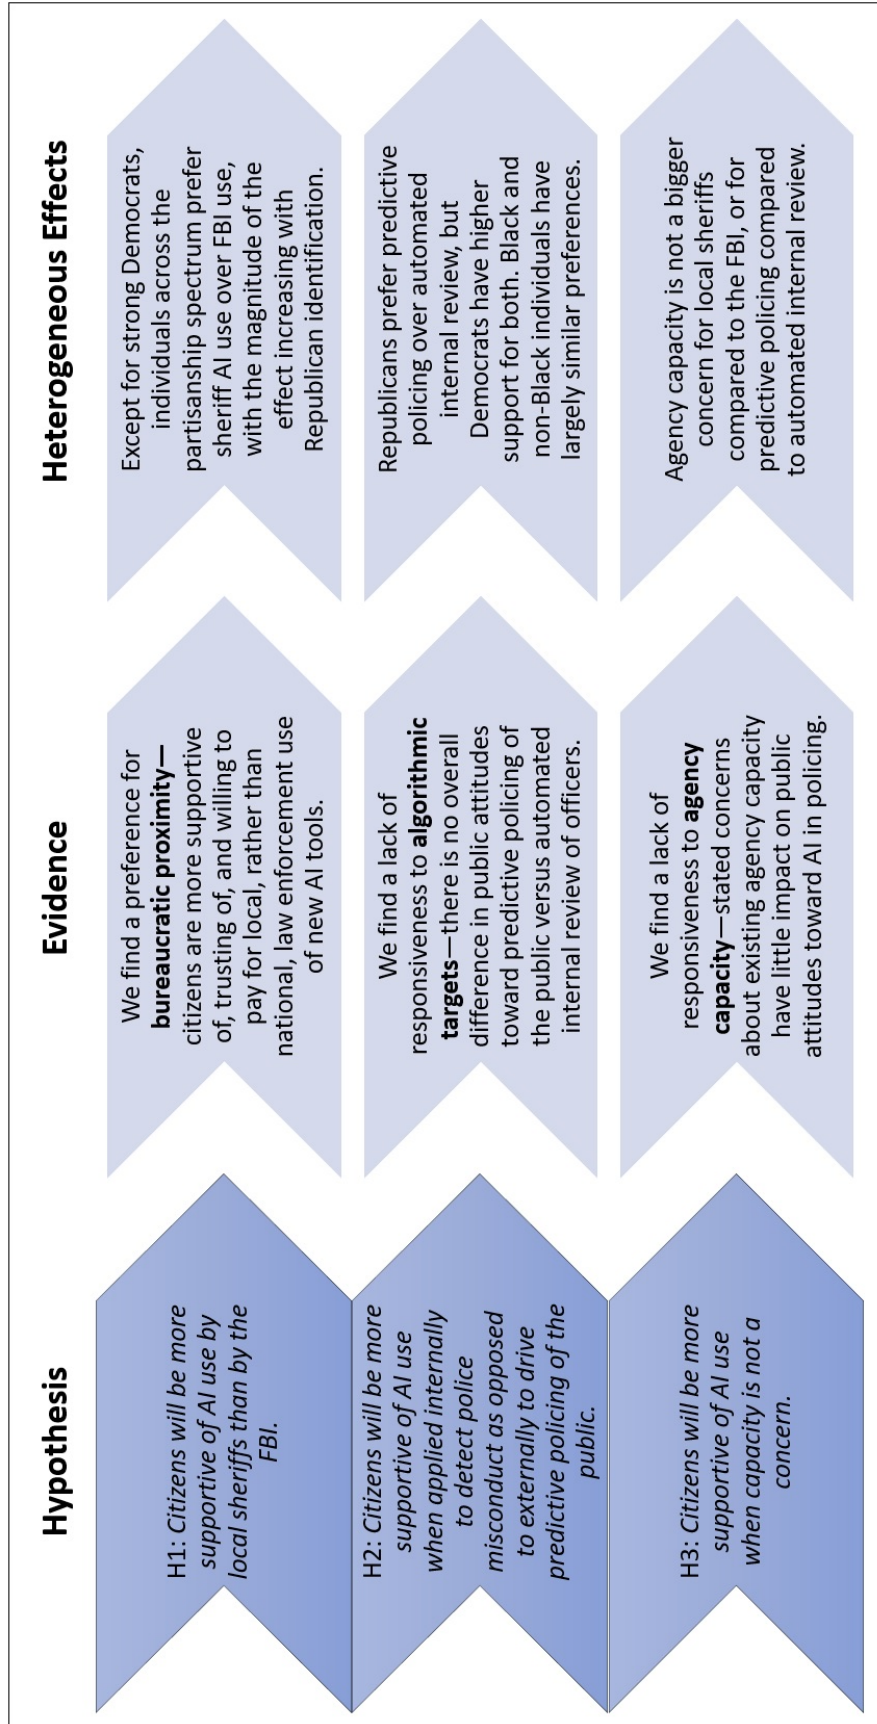 Hypothesis
Evidence
Heterogeneous Effects
H1: Citizens will be more
supportive of AI use by
local sheriffs than by the
FBI.
We find a preference for
bureaucratic proximity—
citizens are more supportive
of, trusting of, and willing to
pay for local, rather than
national, law enforcement use
of new AI tools.
Except for strong Democrats,
individuals across the
partisanship spectrum prefer
sheriff AI use over FBI use,
with the magnitude of the
effect increasing with
Republican identification.
H2: Citizens will be more
supportive of AI use
when applied internally
to detect police
misconduct as opposed
to externally to drive
predictive policing of the
public.
We find a lack of
responsiveness to algorithmic
targets—there is no overall
difference in public attitudes
toward predictive policing of
the public versus automated
internal review of officers.
Republicans prefer predictive
policing over automated
internal review, but
Democrats have higher
support for both. Black and
non-Black individuals have
largely similar preferences.
H3: Citizens will be more
supportive of AI use
when capacity is not a
concern.
We find a lack of
responsiveness to agency
capacity—stated concerns
about existing agency capacity
have little impact on public
attitudes toward AI in policing.
Agency capacity is not a bigger
concern for local sheriffs
compared to the FBI, or for
predictive policing compared
to automated internal review.